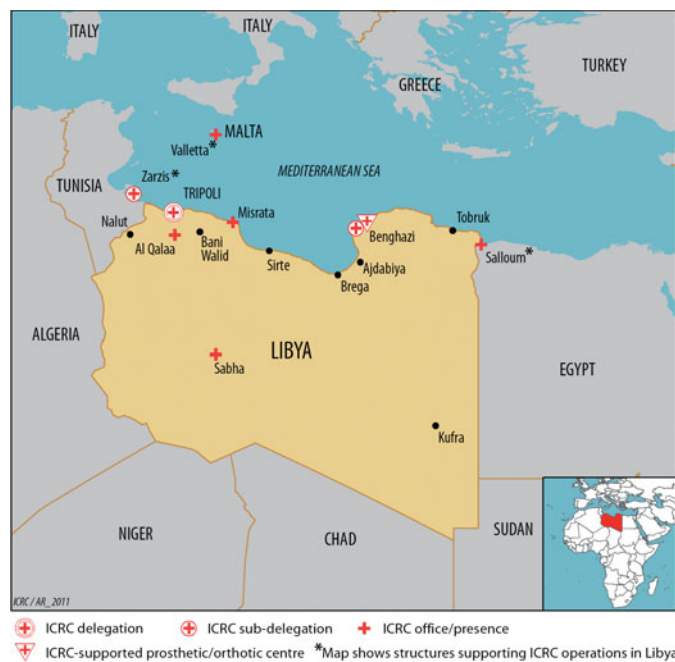 ITALY
ITALY
TURKEY
GREECE
MALTA
Valletta*
MEDITERRANEAN SEA
Zarzis*
TUNISIA
TRIPOLI
Misrata
Tobruk
Nalut
Al Qalaa
Bani
Walid
Benghazi
Salloum*
Sirte
Ajdabiya
Brega
ALGERIA
LIBYA
Sabha
EGYPT
Kufra
NIGER
CHAD
SUDAN
ICRC / AR_2011
ICRC delegation ICRC sub-delegation ICRC office/presence
ICRC-supported prosthetic/orthotic centre *Map shows structures supporting ICRC operations in Libya